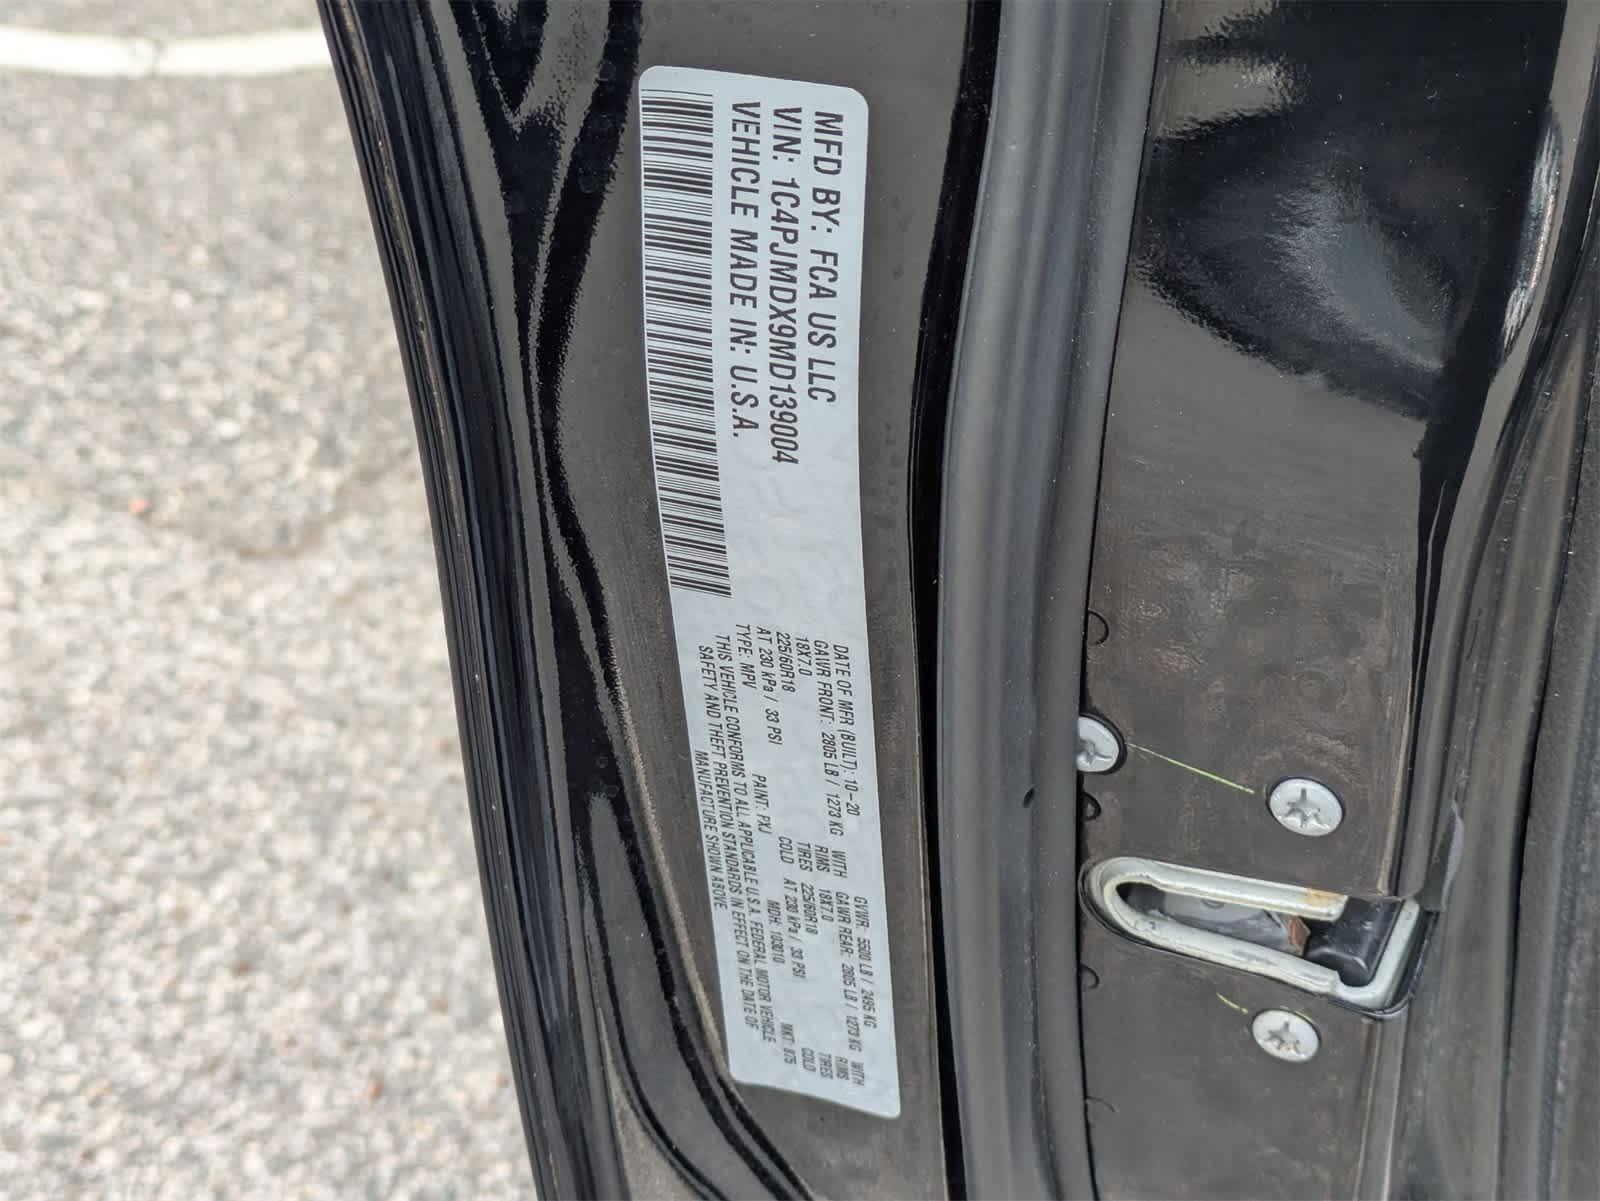 MFD BY: FCA US LLC
VIN: 1C4PJMDX9MD139004
VEHICLE MADE IN: U.S.A.
DATE OF MFR (BUILT): 10-20 GVWR: 5500 LB / 2495 KG
GAWR FRONT: 2805 LB / 1273 KG WITH GAWR REAR: 2805 LB / 1273 KG WITH
18X7.0 RIMS 18X7.0 RIMS
225/60R18 TIRES 225/60R18 TIRES
AT 230 kPa / 33 PSI COLD AT 230 kPa / 33 PSI COLD
TYPE: MPV PAINT: PXJ MDH: 103010 MKT: 875
THIS VEHICLE CONFORMS TO ALL APPLICABLE U.S.A. FEDERAL MOTOR VEHICLE
SAFETY AND THEFT PREVENTION STANDARDS IN EFFECT ON THE DATE OF
MANUFACTURE SHOWN ABOVE